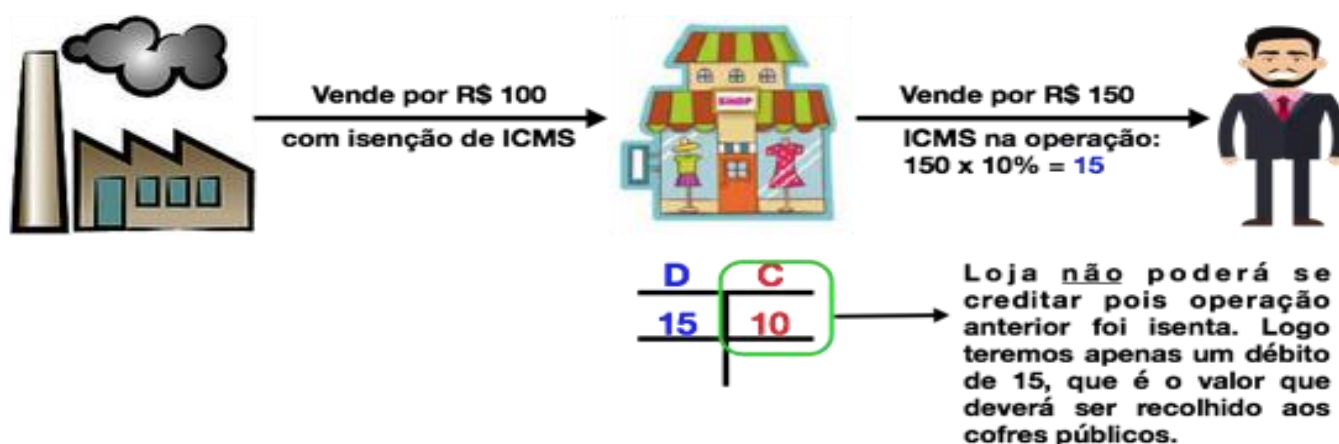 Vende por R$ 100
com isenção de ICMS
SHOP
Vende por R$ 150
ICMS na operação:
150 x 10% = 15
D C
15 10
Loja não poderá se
creditar pois operação
anterior foi isenta. Logo
teremos apenas um débito
de 15, que é o valor que
deverá ser recolhido aos
cofres públicos.